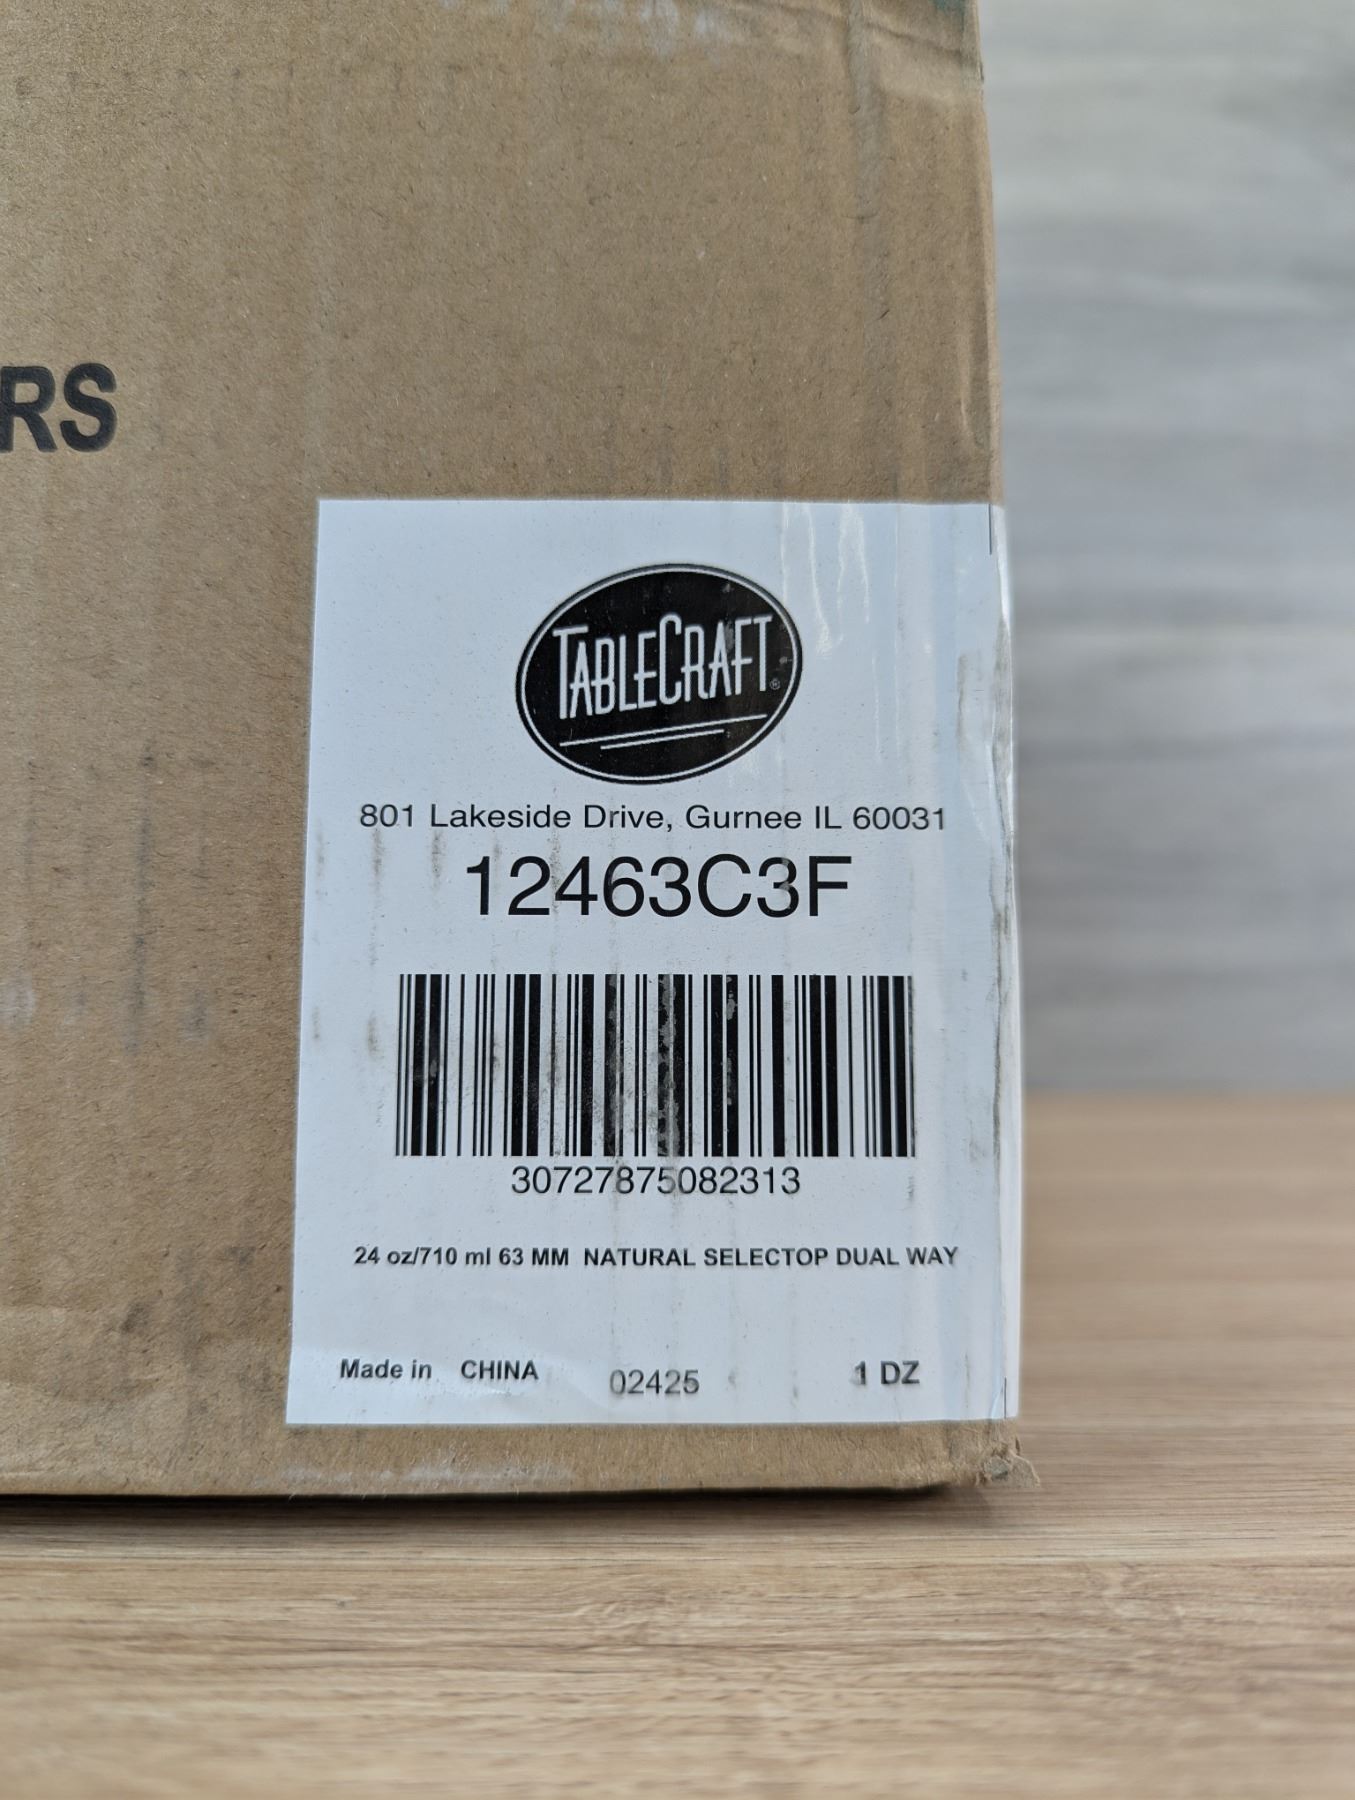 RS
TABLECRAFT®
801 Lakeside Drive, Gurnee IL 60031
12463C3F
30727875082313
24 oz/710 ml 63 MM NATURAL SELECTOP DUAL WAY
Made in CHINA 02425 1 DZ